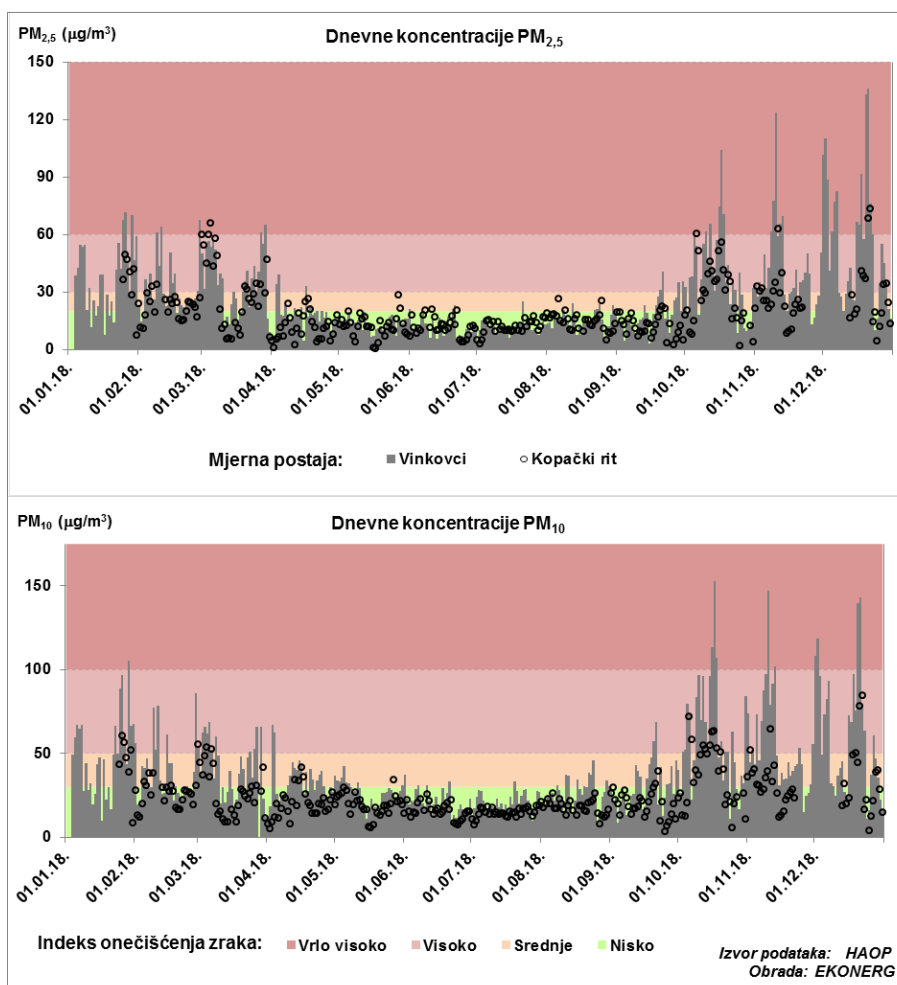 PM2,5 (μg/m³)
Dnevne koncentracije PM2,5
150
120
90
60
30
0
01.01.18. 01.02.18. 01.03.18. 01.04.18. 01.05.18. 01.06.18. 01.07.18. 01.08.18. 01.09.18. 01.10.18. 01.11.18. 01.12.18.
Mjerna postaja: Vinkovci Kopački rit
PM10 (μg/m³)
Dnevne koncentracije PM10
150
100
50
0
01.01.18. 01.02.18. 01.03.18. 01.04.18. 01.05.18. 01.06.18. 01.07.18. 01.08.18. 01.09.18. 01.10.18. 01.11.18. 01.12.18.
Indeks onečišćenja zraka: Vrlo visoko Visoko Srednje Nisko
Izvor podataka: HAOP
Obrada: EKONERG